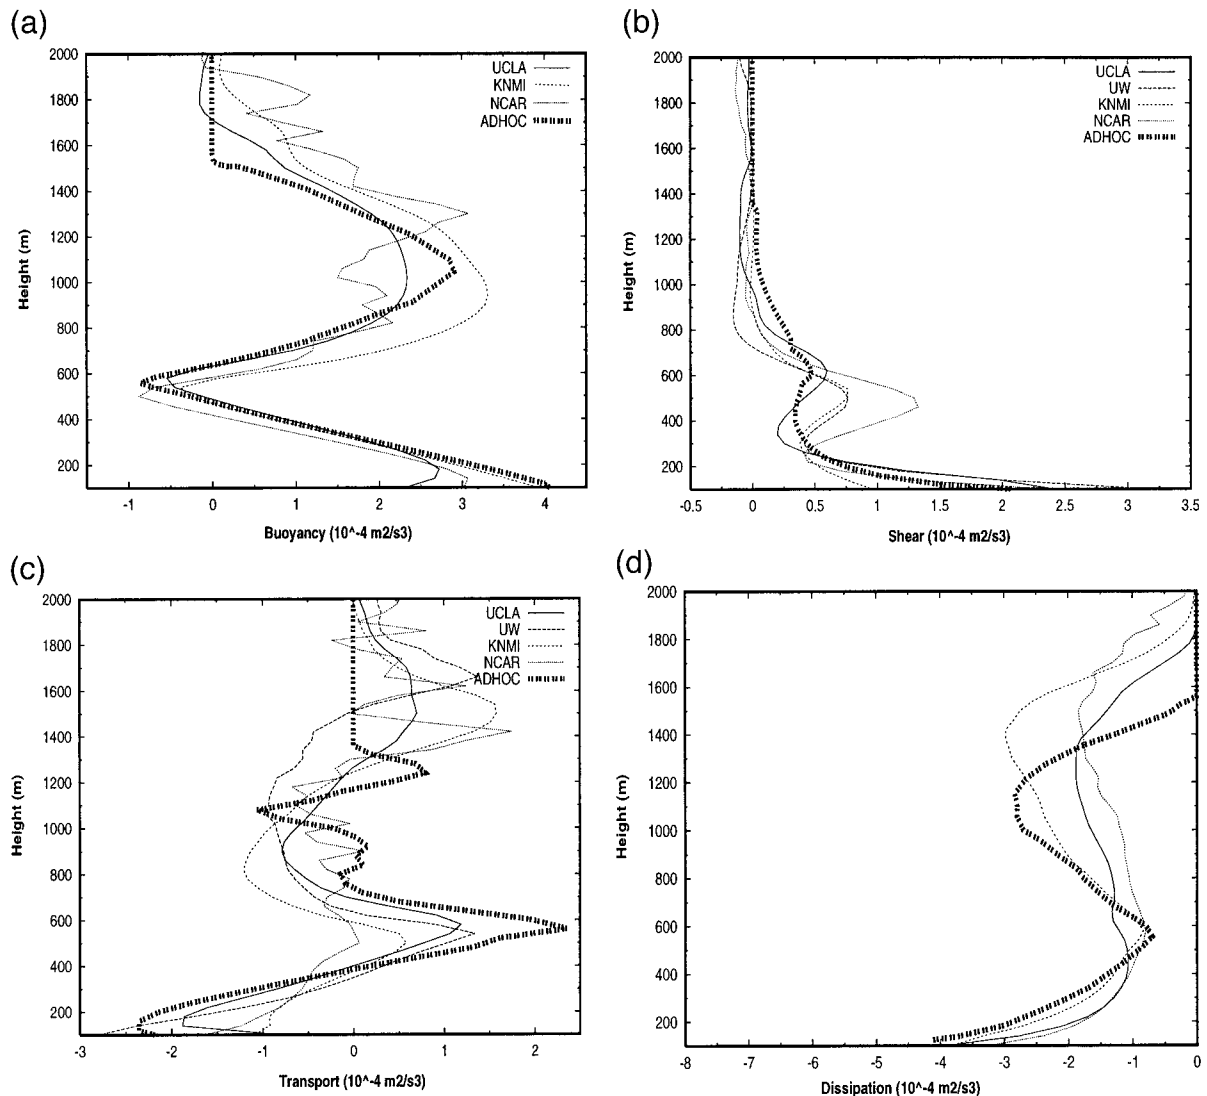 (a)
2000
1800
1600
1400
1200
1000
800
600
400
200
Height (m)
-1
0
1
2
3
4
Buoyancy (10^-4 m2/s3)
UCLA
KNMI
NCAR
ADHOC
(b)
2000
1800
1600
1400
1200
1000
800
600
400
200
Height (m)
-0.5
0
0.5
1
1.5
2
2.5
3
3.5
Shear (10^-4 m2/s3)
UCLA
UW
KNMI
NCAR
ADHOC
(c)
2000
1800
1600
1400
1200
1000
800
600
400
200
Height (m)
-3
-2
-1
0
1
2
Transport (10^-4 m2/s3)
UCLA
UW
KNMI
NCAR
ADHOC
(d)
2000
1800
1600
1400
1200
1000
800
600
400
200
Height (m)
-8
-7
-6
-5
-4
-3
-2
-1
0
Dissipation (10^-4 m2/s3)